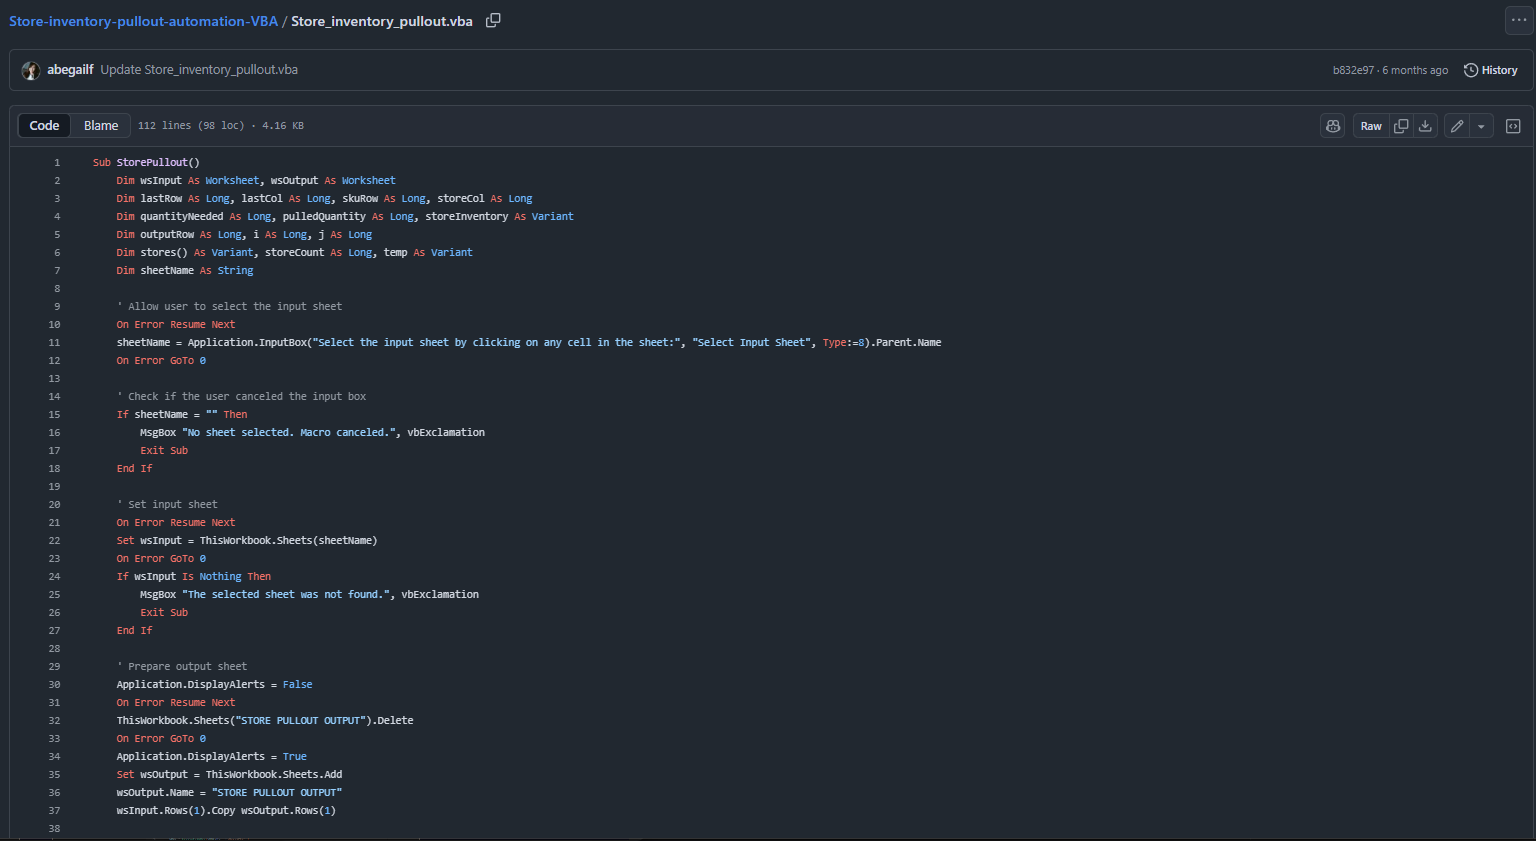 Store-inventory-pullout-automation-VBA / Store_inventory_pullout.vba
abegailf Update Store_inventory_pullout.vba b832e97 · 6 months ago History
Code Blame 112 lines (98 loc) · 4.16 KB Raw
1 Sub StorePullout()
2 Dim wsInput As Worksheet, wsOutput As Worksheet
3 Dim lastRow As Long, lastCol As Long, skuRow As Long, storeCol As Long
4 Dim quantityNeeded As Long, pulledQuantity As Long, storeInventory As Variant
5 Dim outputRow As Long, i As Long, j As Long
6 Dim stores() As Variant, storeCount As Long, temp As Variant
7 Dim sheetName As String
8
9 ' Allow user to select the input sheet
10 On Error Resume Next
11 sheetName = Application.InputBox("Select the input sheet by clicking on any cell in the sheet:", "Select Input Sheet", Type:=8).Parent.Name
12 On Error GoTo 0
13
14 ' Check if the user canceled the input box
15 If sheetName = "" Then
16 MsgBox "No sheet selected. Macro canceled.", vbExclamation
17 Exit Sub
18 End If
19
20 ' Set input sheet
21 On Error Resume Next
22 Set wsInput = ThisWorkbook.Sheets(sheetName)
23 On Error GoTo 0
24 If wsInput Is Nothing Then
25 MsgBox "The selected sheet was not found.", vbExclamation
26 Exit Sub
27 End If
28
29 ' Prepare output sheet
30 Application.DisplayAlerts = False
31 On Error Resume Next
32 ThisWorkbook.Sheets("STORE PULLOUT OUTPUT").Delete
33 On Error GoTo 0
34 Application.DisplayAlerts = True
35 Set wsOutput = ThisWorkbook.Sheets.Add
36 wsOutput.Name = "STORE PULLOUT OUTPUT"
37 wsInput.Rows(1).Copy wsOutput.Rows(1)
38